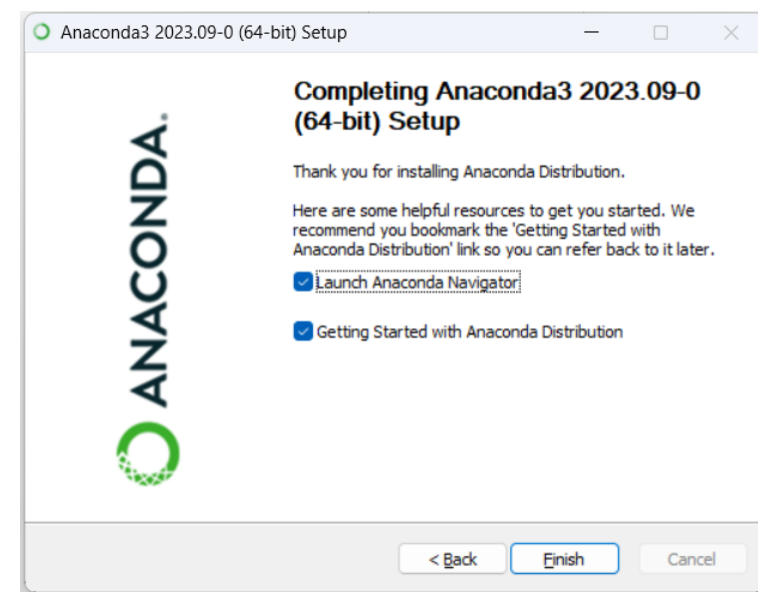 Anaconda3 2023.09-0 (64-bit) Setup
Completing Anaconda3 2023.09-0
(64-bit) Setup
Thank you for installing Anaconda Distribution.
Here are some helpful resources to get you started. We
recommend you bookmark the 'Getting Started with
Anaconda Distribution' link so you can refer back to it later.
Launch Anaconda Navigator
Getting Started with Anaconda Distribution
ANACONDA.
< Back Finish Cancel